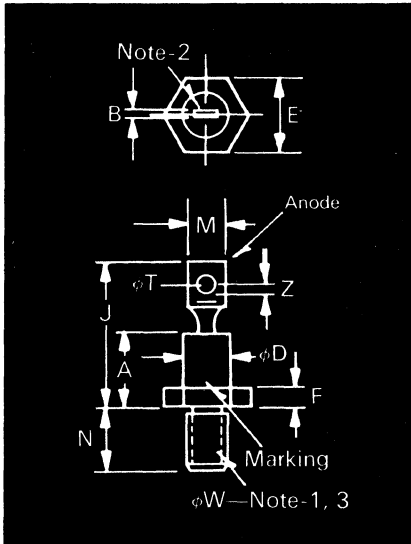 Note-2
B
E
Anode
M
φT
Z
J
A
φD
F
N
Marking
φW—Note-1, 3